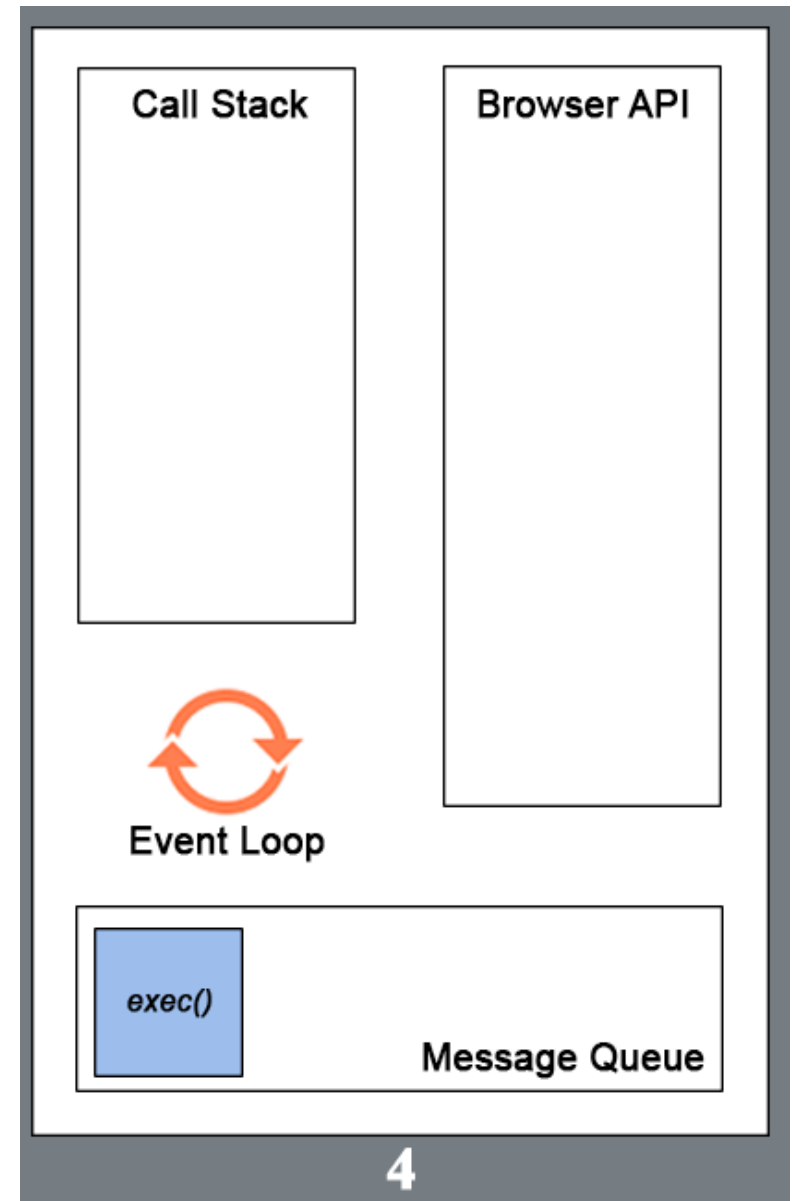 Call Stack
Browser API
Event Loop
exec()
Message Queue
4